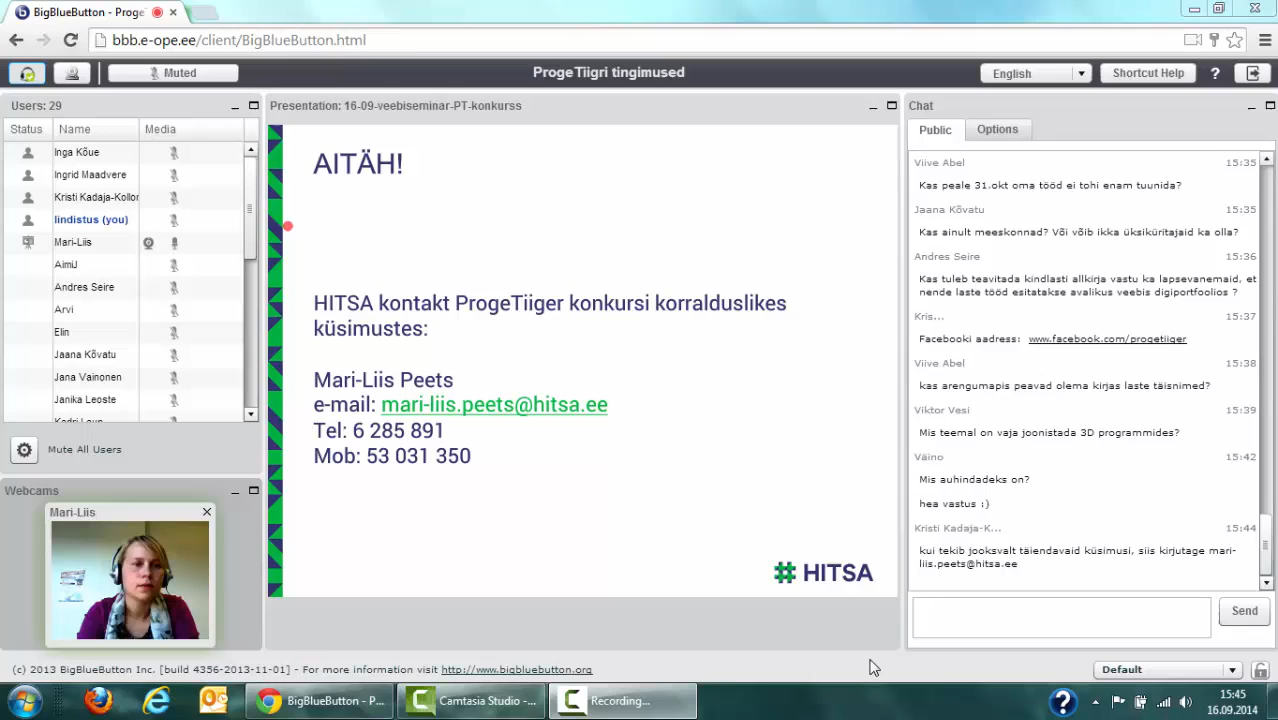 BigBlueButton - Proge
bbb.e-ope.ee/client/BigBlueButton.html
Muted
ProgeTiigri tingimused
English
Shortcut Help
?
Users: 29
Status Name Media
Inga Kõue
Ingrid Maadvere
Kristi Kadaja-Kollon
lindistus (you)
Mari-Liis
AimiJ
Andres Seire
Arvi
Elin
Jaana Kõvatu
Jana Vainonen
Janika Leoste
Mute All Users
Webcams
Mari-Liis
Presentation: 16-09-veebiseminar-PT-konkurss
AITÄH!
HITSA kontakt ProgeTiiger konkursi korralduslikes
küsimustes:
Mari-Liis Peets
e-mail: mari-liis.peets@hitsa.ee
Tel: 6 285 891
Mob: 53 031 350
HITSA
Chat
Public Options
Viive Abel 15:35
Kas peale 31.okt oma tööd ei tohi enam tuunida?
Jaana Kõvatu 15:35
Kas ainult meeskonnad? Või võib ikka üksiküritajaid ka olla?
Andres Seire 15:36
Kas tuleb teavitada kindlasti allkirja vastu ka lapsevanemaid, et
nende laste tööd esitatakse avalikus veebis digiportfoolios ?
Kris... 15:37
Facebooki aadress: www.facebook.com/progetiiger
Viive Abel 15:38
kas arengumapis peavad olema kirjas laste täisnimed?
Viktor Vesi 15:39
Mis teemal on vaja joonistada 3D programmides?
Väino 15:42
Mis auhindadeks on?
hea vastus :)
Kristi Kadaja-K... 15:44
kui tekib jooksvalt täiendavaid küsimusi, siis kirjutage mari-
liis.peets@hitsa.ee
Send
(c) 2013 BigBlueButton Inc. [build 4356-2013-11-01] - For more information visit http://www.bigbluebutton.org
Default
BigBlueButton - P...
Camtasia Studio -...
Recording...
15:45
16.09.2014